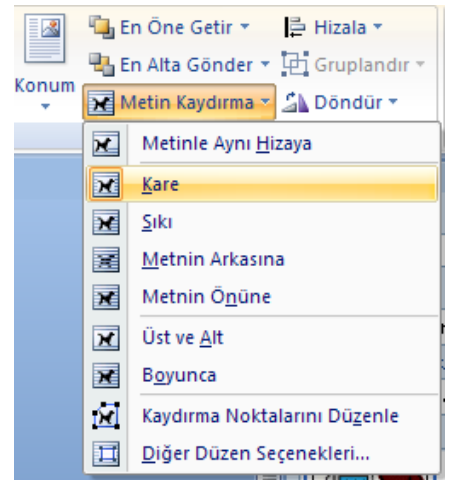 En Öne Getir
Hizala
En Alta Gönder
Gruplandır
Konum
Metin Kaydırma
Döndür
Metinle Aynı Hizaya
Kare
Sıkı
Metnin Arkasına
Metnin Önüne
Üst ve Alt
Boyunca
Kaydırma Noktalarını Düzenle
Diğer Düzen Seçenekleri...